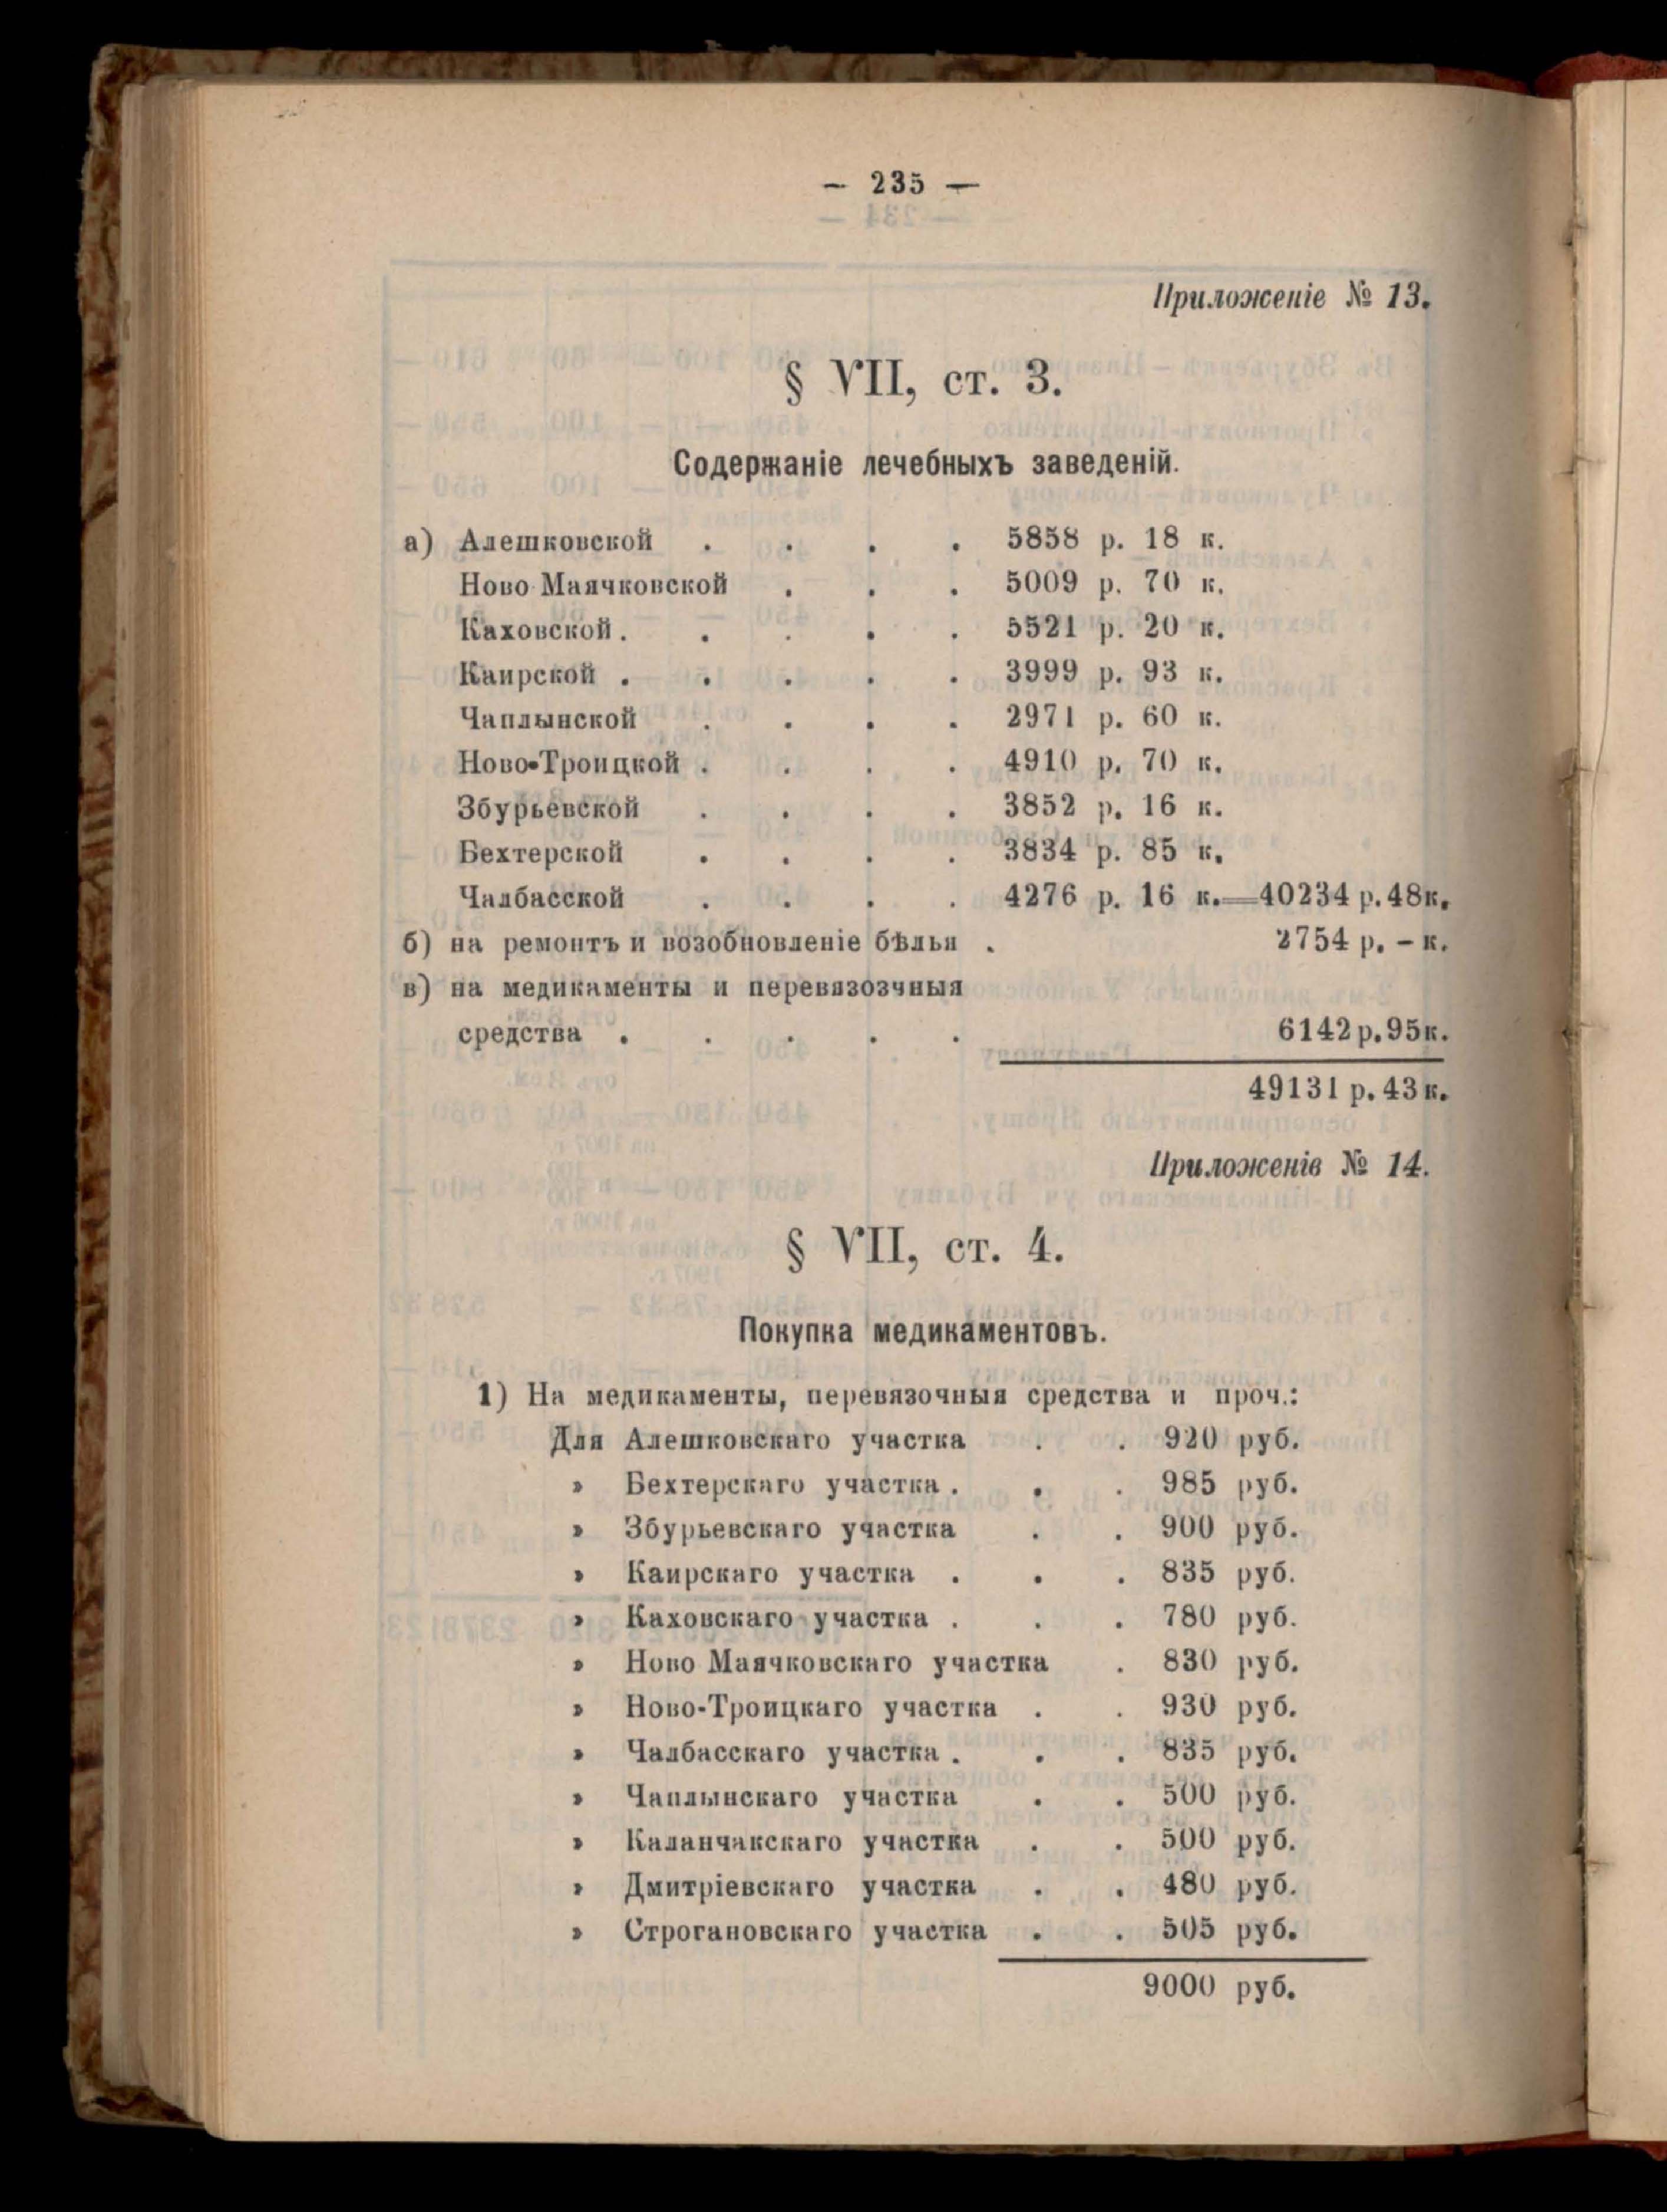 — 235 —
Приложеніе № 13.
§ VII, ст. 3.
Содержаніе лечебныхъ заведеній.
а) Алешковской . . . . 5858 р. 18 к.
Ново Маячковской . . . 5009 р. 70 к.
Каховской . . . . . 5521 р. 20 к.
Каирской . . . . . 3999 р. 93 к.
Чаплынской . . . . 2971 р. 60 к.
Ново-Троицкой . . . . 4910 р. 70 к.
Збурьевской . . . . 3852 р. 16 к.
Бехтерской . . . . 3834 р. 85 к.
Чалбасской . . . . 4276 р. 16 к.=40234 р. 48 к.
б) на ремонтъ и возобновленіе бѣлья . 2754 р. – к.
в) на медикаменты и перевязозчныя
средства . . . . . 6142 р. 95 к.
49131 р. 43 к.
Приложенів № 14.
§ VII, ст. 4.
Покупка медикаментовъ.
1) На медикаменты, перевязочныя средства и проч.:
Для Алешковскаго участка . . 920 руб.
» Бехтерскаго участка . . . 985 руб.
» Збурьевскаго участка . . 900 руб.
» Каирскаго участка . . . 835 руб.
» Каховскаго участка . . . 780 руб.
» Ново Маячковскаго участка . 830 руб.
» Ново-Троицкаго участка . . 930 руб.
» Чалбасскаго участка . . . 835 руб.
» Чаплынскаго участка . . 500 руб.
» Каланчакскаго участка . . 500 руб.
» Дмитріевскаго участка . . 480 руб.
» Строгановскаго участка . . 505 руб.
9000 руб.